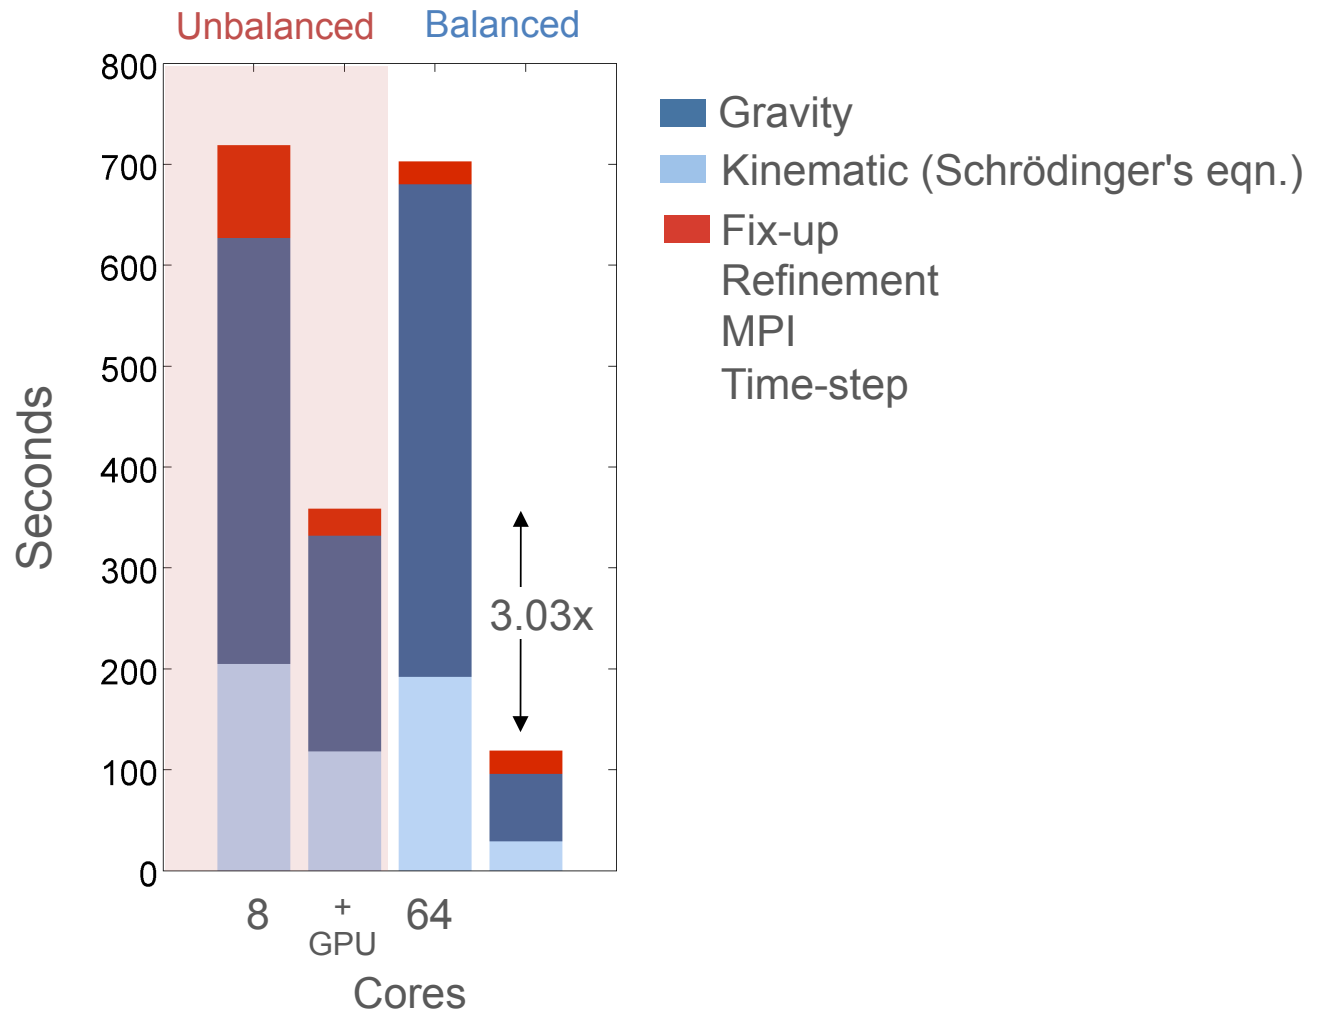 Unbalanced
Balanced
800
700
600
500
400
300
200
100
0
Seconds
3.03x
8
+
GPU
64
Cores
Gravity
Kinematic (Schrödinger's eqn.)
Fix-up
Refinement
MPI
Time-step